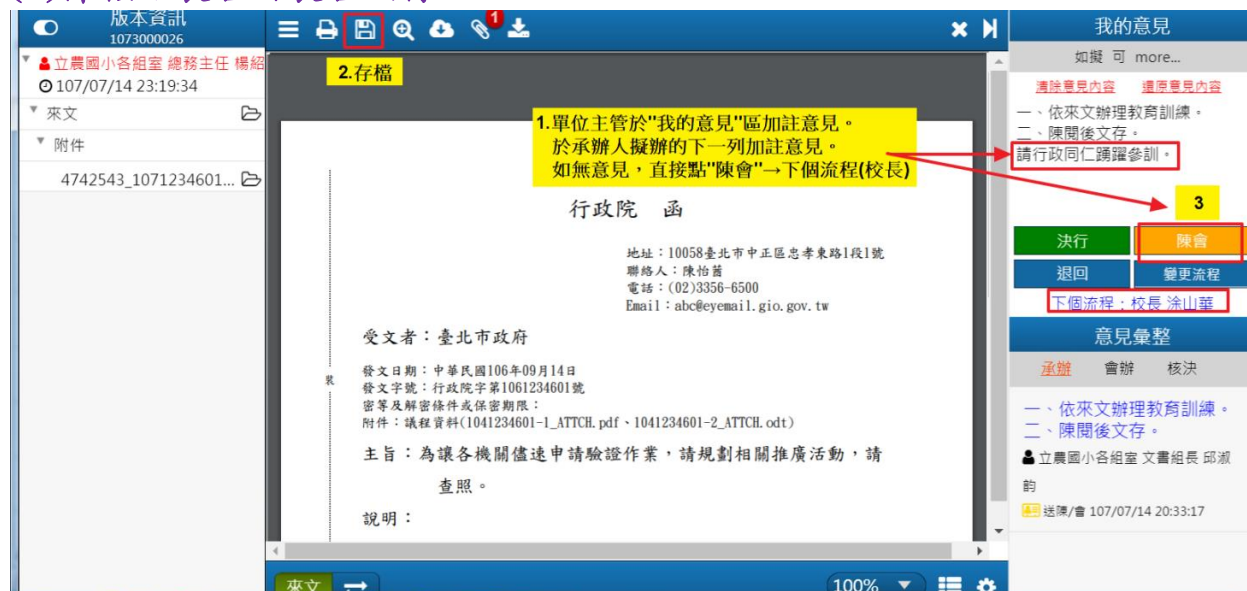 版本資訊
1073000026
立農國小各組室 總務主任 楊紹
107/07/14 23:19:34
來文
附件
4742543_1071234601...
1
2.存檔
1.單位主管於"我的意見"區加註意見。
於承辦人擬辦的下一列加註意見。
如無意見，直接點"陳會"→下個流程(校長)
行政院 函
地址：10058臺北市中正區忠孝東路1段1號
聯絡人：陳怡茜
電話：(02)3356-6500
Email：abc@eyemail.gio.gov.tw
受文者：臺北市政府
發文日期：中華民國106年09月14日
發文字號：行政院字第1061234601號
密等及解密條件或保密期限：
附件：議程資料(1041234601-1_ATTCH.pdf、1041234601-2_ATTCH.odt)
裝
主旨：為讓各機關儘速申請驗證作業，請規劃相關推廣活動，請
查照。
說明：
來文
100%
我的意見
如擬 可 more...
清除意見內容 還原意見內容
一、依來文辦理教育訓練。
二、陳閱後文存。
請行政同仁踴躍參訓。
3
決行 陳會
退回 變更流程
下個流程：校長 涂山華
意見彙整
承辦 會辦 核決
一、依來文辦理教育訓練。
二、陳閱後文存。
立農國小各組室 文書組長 邱淑
韵
送陳/會 107/07/14 20:33:17